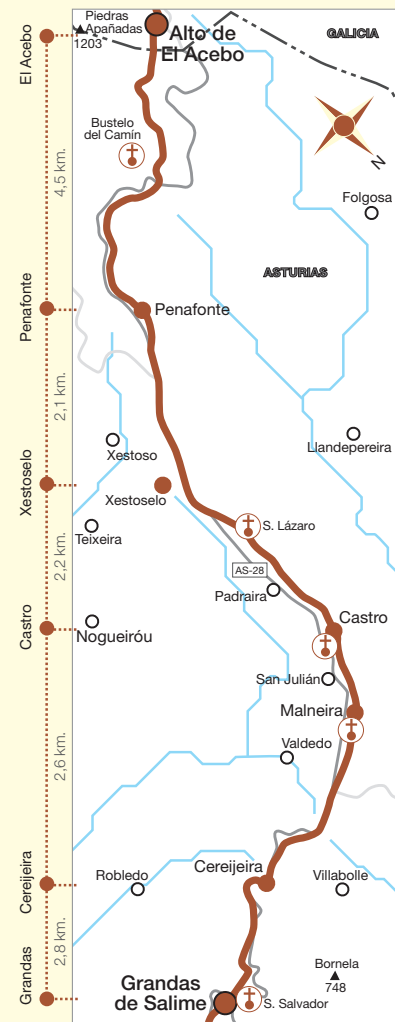 El Acebo
4,5 km.
Penafonte
2,1 km.
Xestoselo
2,2 km.
Castro
2,6 km.
Cereijeira
2,8 km.
Grandas
Piedras
Apañadas
1203
Alto de
El Acebo
GALICIA
Bustelo
del Camín
N
Folgosa
ASTURIAS
Penafonte
Xestoso
Llandepereira
Xestoselo
S. Lázaro
Teixeira
AS-28
Padraira
Castro
Nogueiróu
San Julián
Malneira
Valdedo
Cereijeira
Robledo
Villabolle
Bornela
748
Grandas
de Salime
S. Salvador